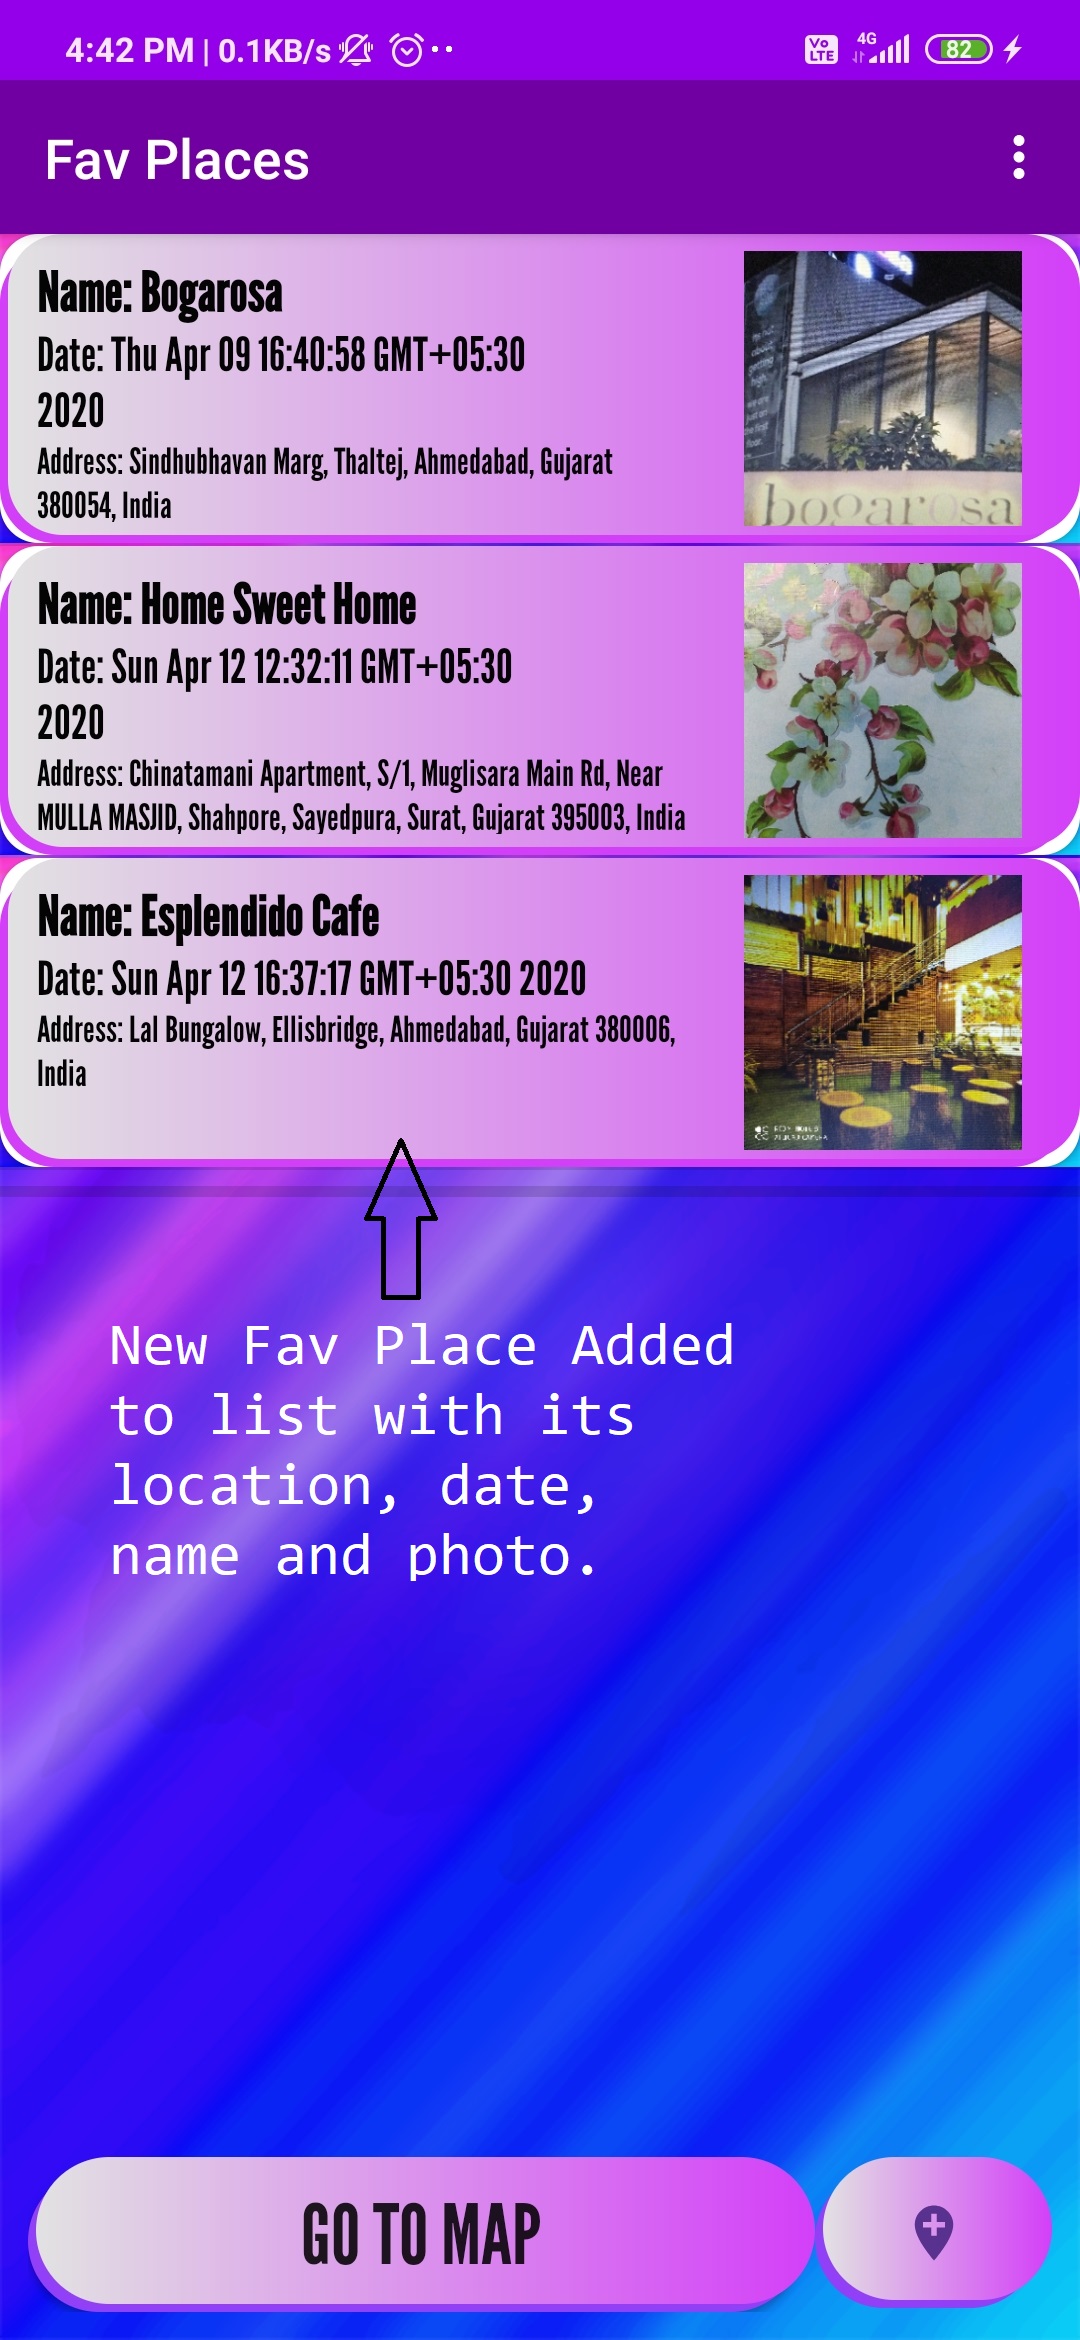 4:42 PM | 0.1KB/s
Vo LTE
4G
82
Fav Places
Name: Bogarosa
Date: Thu Apr 09 16:40:58 GMT+05:30
2020
Address: Sindhubhavan Marg, Thaltej, Ahmedabad, Gujarat
380054, India
bogarosa
Name: Home Sweet Home
Date: Sun Apr 12 12:32:11 GMT+05:30
2020
Address: Chinatamani Apartment, S/1, Muglisara Main Rd, Near
MULLA MASJID, Shahpore, Sayedpura, Surat, Gujarat 395003, India
Name: Esplendido Cafe
Date: Sun Apr 12 16:37:17 GMT+05:30 2020
Address: Lal Bungalow, Ellisbridge, Ahmedabad, Gujarat 380006,
India
New Fav Place Added
to list with its
location, date,
name and photo.
GO TO MAP